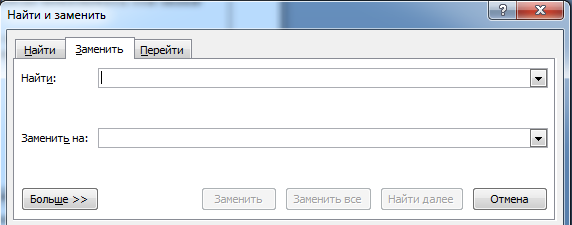 Найти и заменить
Найти Заменить Перейти
Найти:
Заменить на:
Больше >> Заменить Заменить все Найти далее Отмена